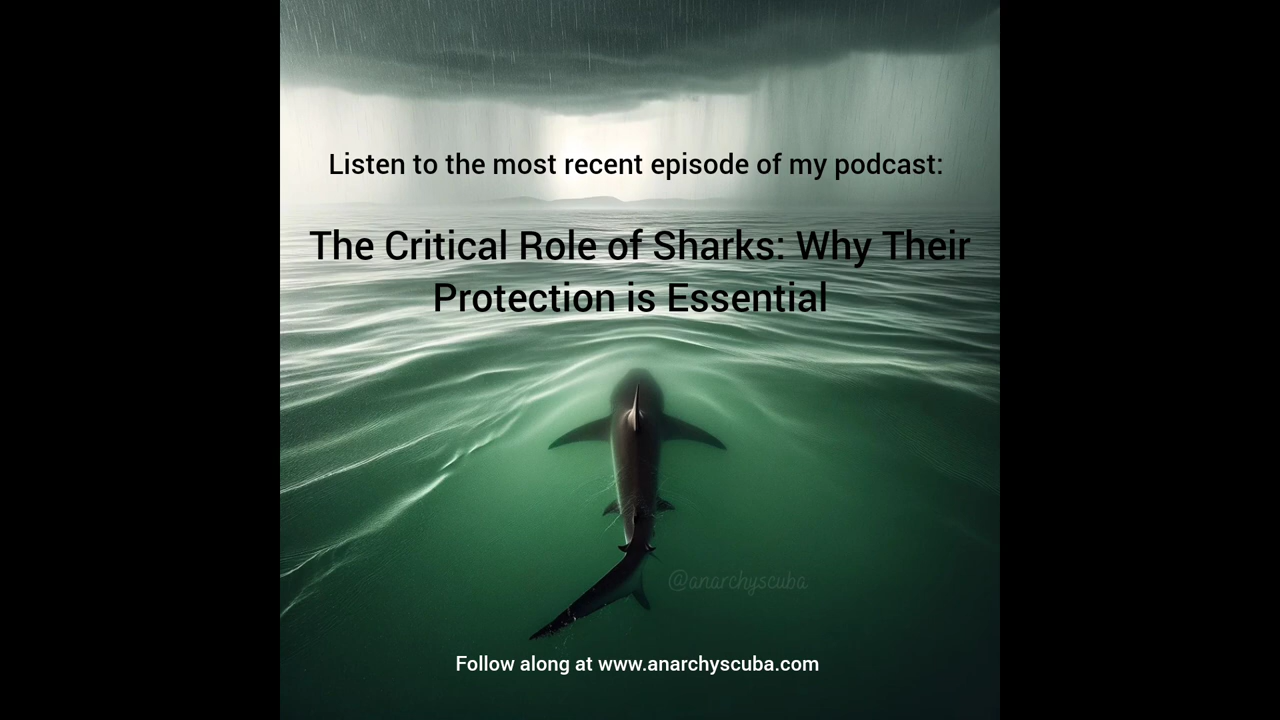 Listen to the most recent episode of my podcast:
The Critical Role of Sharks: Why Their
Protection is Essential
@anarchyscuba
Follow along at www.anarchyscuba.com